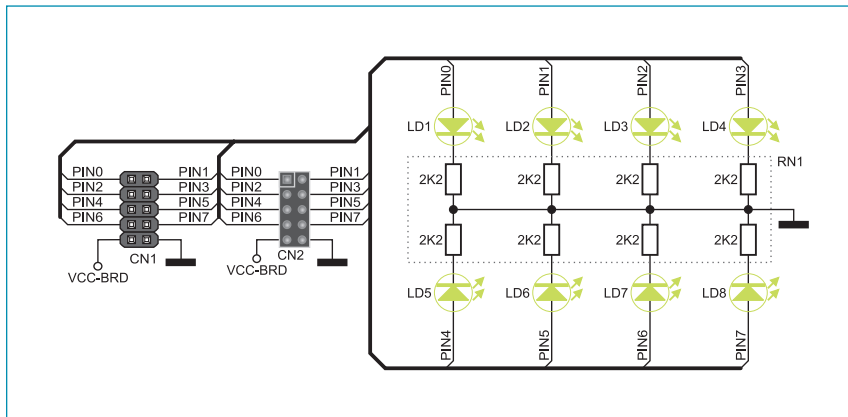 PIN0 PIN1 PIN2 PIN3
LD1 LD2 LD3 LD4
RN1
PIN0 PIN1 PIN0 PIN1
PIN2 PIN3 PIN2 PIN3
PIN4 PIN5 PIN4 PIN5
PIN6 PIN7 PIN6 PIN7
2K2 2K2 2K2 2K2
2K2 2K2 2K2 2K2
CN1 CN2
VCC-BRD VCC-BRD
LD5 LD6 LD7 LD8
PIN4 PIN5 PIN6 PIN7